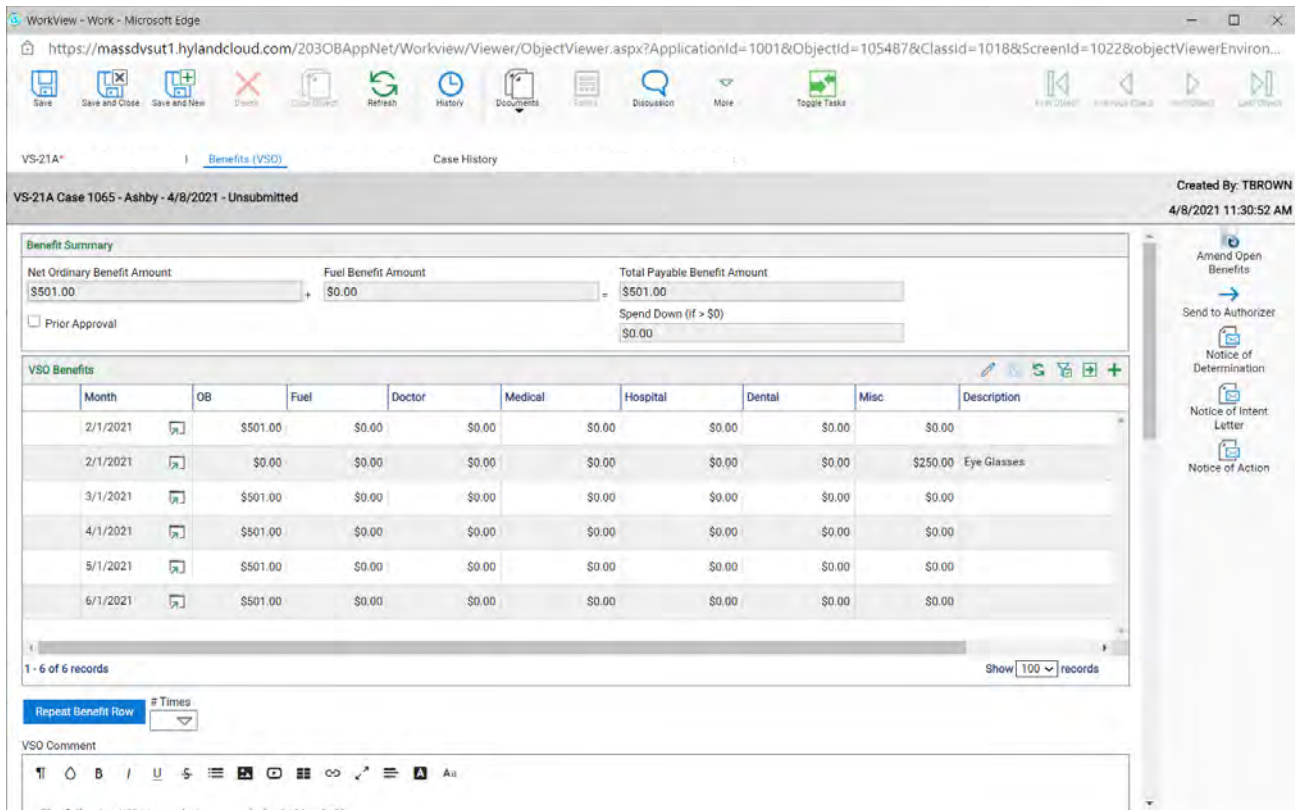 WorkView - Work - Microsoft Edge
https://massdvsut1.hylandcloud.com/203OBAppNet/Workview/Viewer/ObjectViewer.aspx?ApplicationId=1001&ObjectId=105487&ClassId=1018&ScreenId=1022&objectViewerEnviron...
Save Save and Close Save and New Delete Refresh History Documents Forms Discussion More Toggle Tasks
VS-21A* ) Benefits (VSO) Case History
VS-21A Case 1065 - Ashby - 4/8/2021 - Unsubmitted
Created By: TBROWN
4/8/2021 11:30:52 AM
Benefit Summary
Net Ordinary Benefit Amount Fuel Benefit Amount Total Payable Benefit Amount
$501.00 + $0.00 = $501.00
Prior Approval
Spend Down (if > $0)
$0.00
VSO Benefits
Month OB Fuel Doctor Medical Hospital Dental Misc Description
2/1/2021 $501.00 $0.00 $0.00 $0.00 $0.00 $0.00 $0.00
2/1/2021 $0.00 $0.00 $0.00 $0.00 $0.00 $0.00 $250.00 Eye Glasses
3/1/2021 $501.00 $0.00 $0.00 $0.00 $0.00 $0.00 $0.00
4/1/2021 $501.00 $0.00 $0.00 $0.00 $0.00 $0.00 $0.00
5/1/2021 $501.00 $0.00 $0.00 $0.00 $0.00 $0.00 $0.00
6/1/2021 $501.00 $0.00 $0.00 $0.00 $0.00 $0.00 $0.00
1 - 6 of 6 records
Show 100 records
Repeat Benefit Row
# Times
VSO Comment
B I U S A Aa
Amend Open
Benefits
Send to Authorizer
Notice of
Determination
Notice of Intent
Letter
Notice of Action